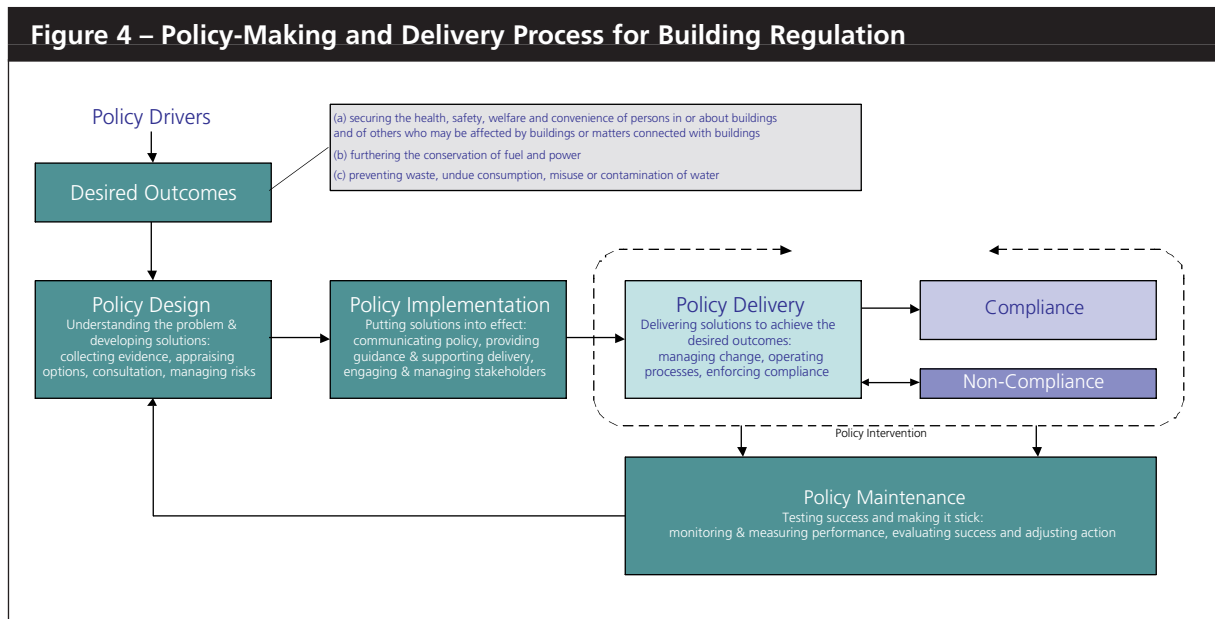 Figure 4 – Policy-Making and Delivery Process for Building Regulation
Policy Drivers
(a) securing the health, safety, welfare and convenience of persons in or about buildings
and of others who may be affected by buildings or matters connected with buildings
(b) furthering the conservation of fuel and power
(c) preventing waste, undue consumption, misuse or contamination of water
Desired Outcomes
Policy Design
Understanding the problem &
developing solutions:
collecting evidence, appraising
options, consultation, managing risks
Policy Implementation
Putting solutions into effect:
communicating policy, providing
guidance & supporting delivery,
engaging & managing stakeholders
Policy Delivery
Delivering solutions to achieve the
desired outcomes:
managing change, operating
processes, enforcing compliance
Compliance
Non-Compliance
Policy Intervention
Policy Maintenance
Testing success and making it stick:
monitoring & measuring performance, evaluating success and adjusting action